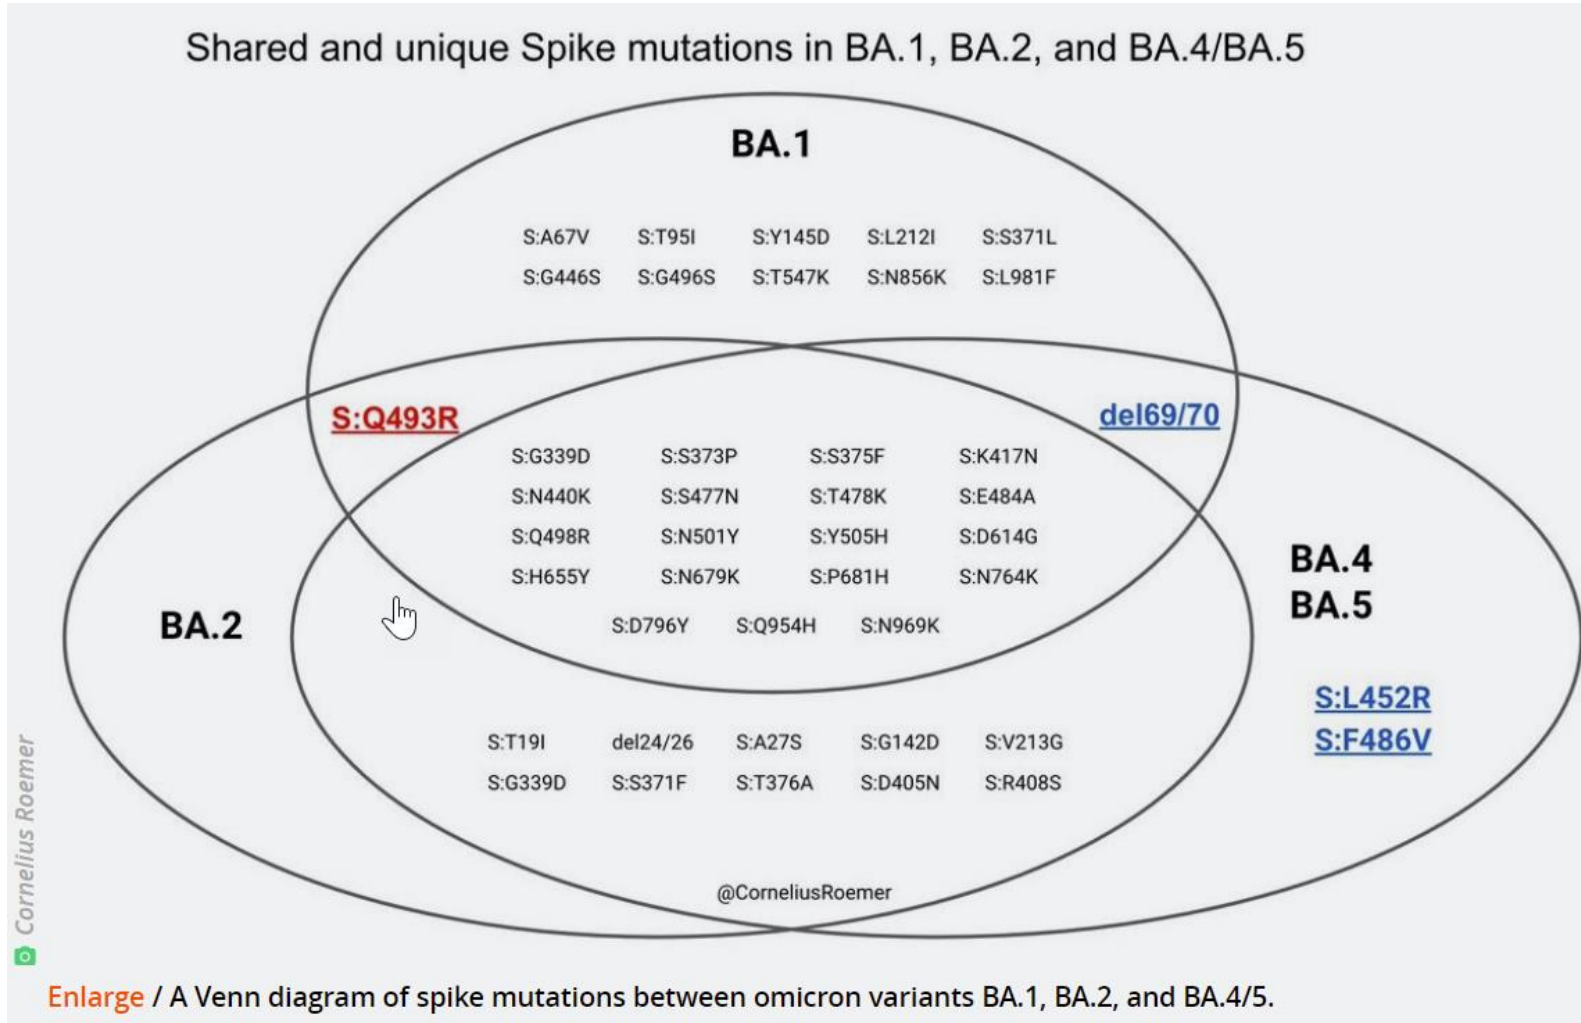 Shared and unique Spike mutations in BA.1, BA.2, and BA.4/BA.5
BA.1
S:A67V S:T95I S:Y145D S:L212I S:S371L
S:G446S S:G496S S:T547K S:N856K S:L981F
S:Q493R
del69/70
S:G339D S:S373P S:S375F S:K417N
S:N440K S:S477N S:T478K S:E484A
S:Q498R S:N501Y S:Y505H S:D614G
S:H655Y S:N679K S:P681H S:N764K
S:D796Y S:Q954H S:N969K
BA.2
BA.4
BA.5
S:L452R
S:F486V
S:T19I del24/26 S:A27S S:G142D S:V213G
S:G339D S:S371F S:T376A S:D405N S:R408S
@CorneliusRoemer
Cornelius Roemer
Enlarge / A Venn diagram of spike mutations between omicron variants BA.1, BA.2, and BA.4/5.